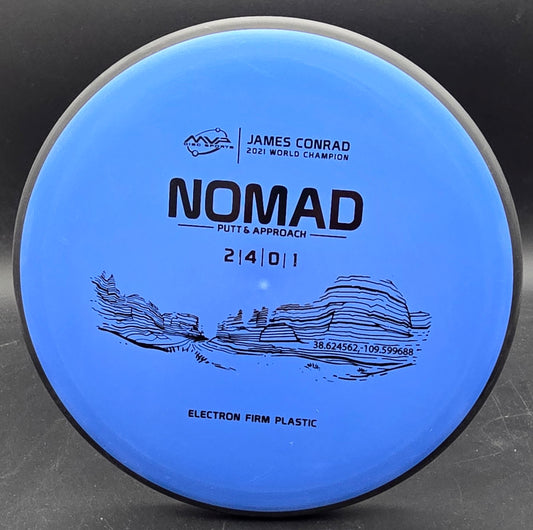 MVP
DISC SPORTS
JAMES CONRAD
2021 WORLD CHAMPION
NOMAD
PUTT & APPROACH
2|4|0|1
38.624562,-109.599688
ELECTRON FIRM PLASTIC